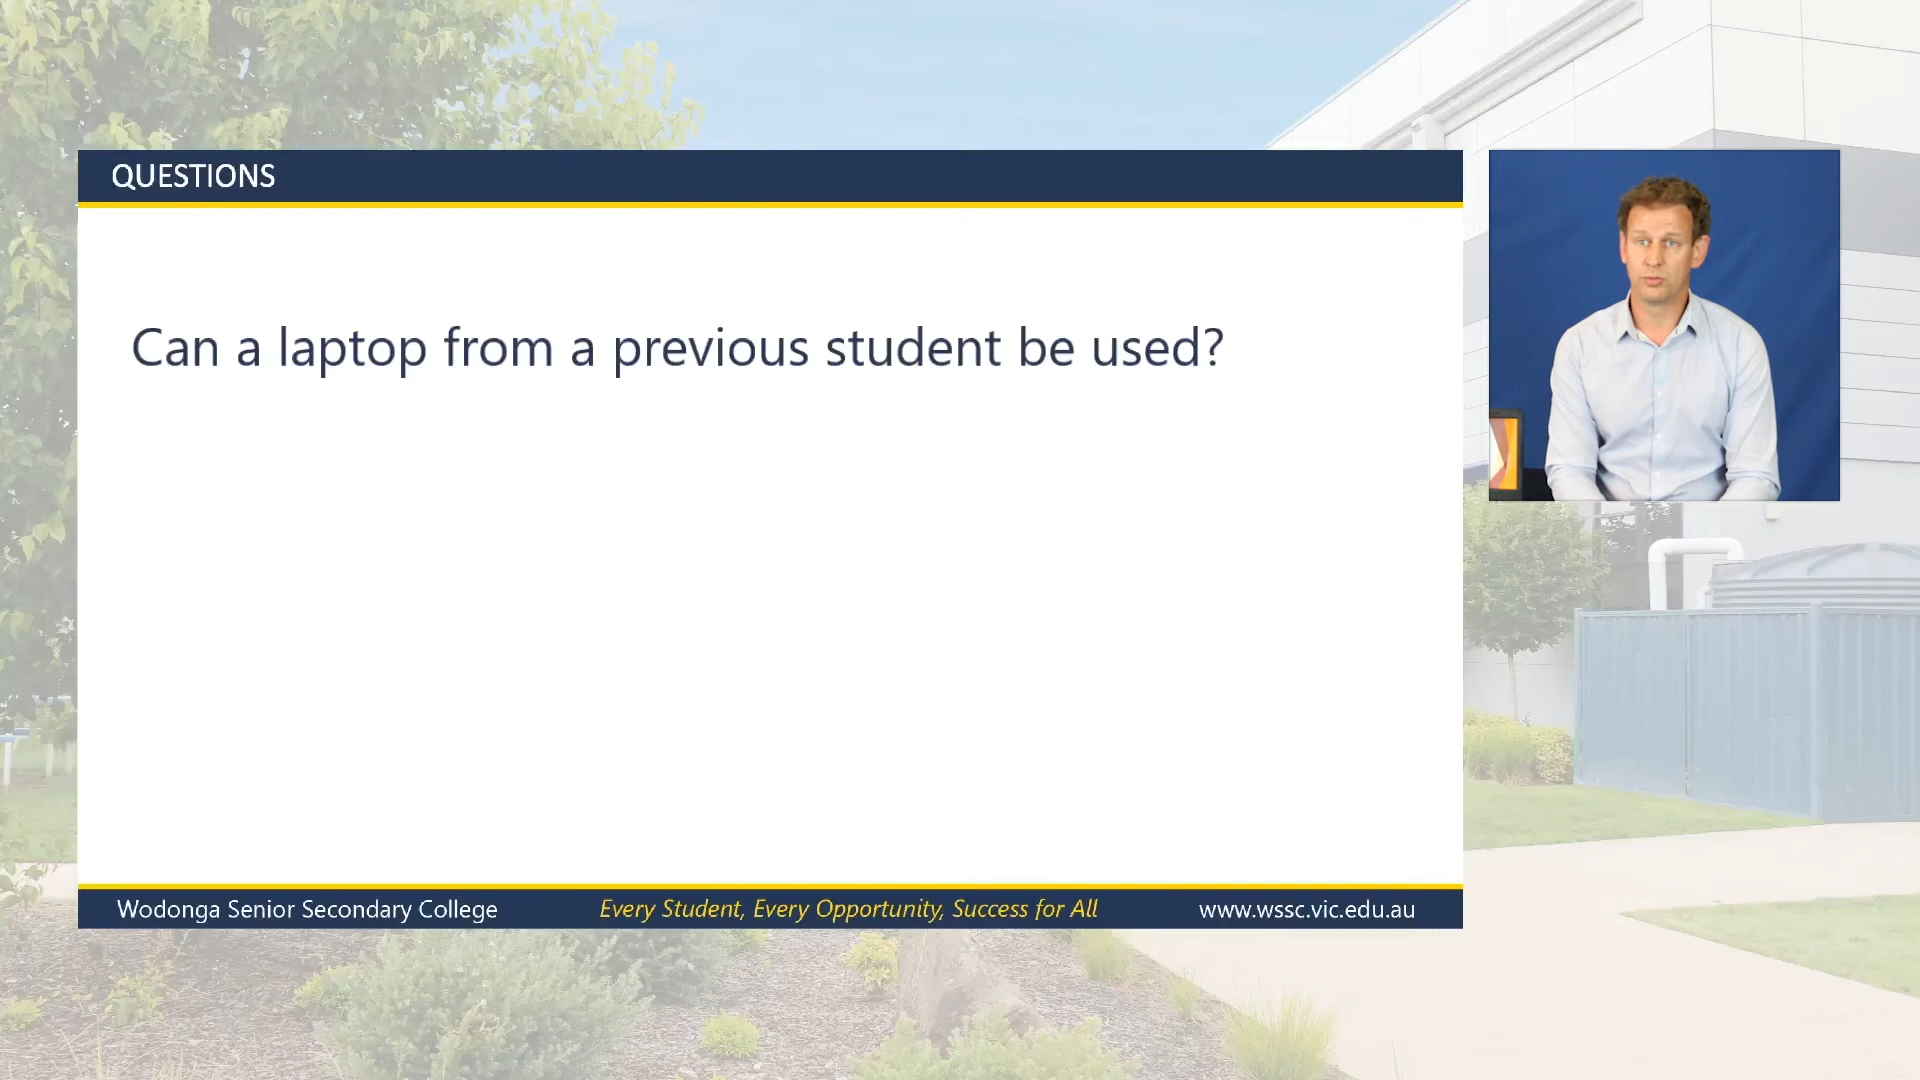 QUESTIONS
Can a laptop from a previous student be used?
Wodonga Senior Secondary College
Every Student, Every Opportunity, Success for All
www.wssc.vic.edu.au